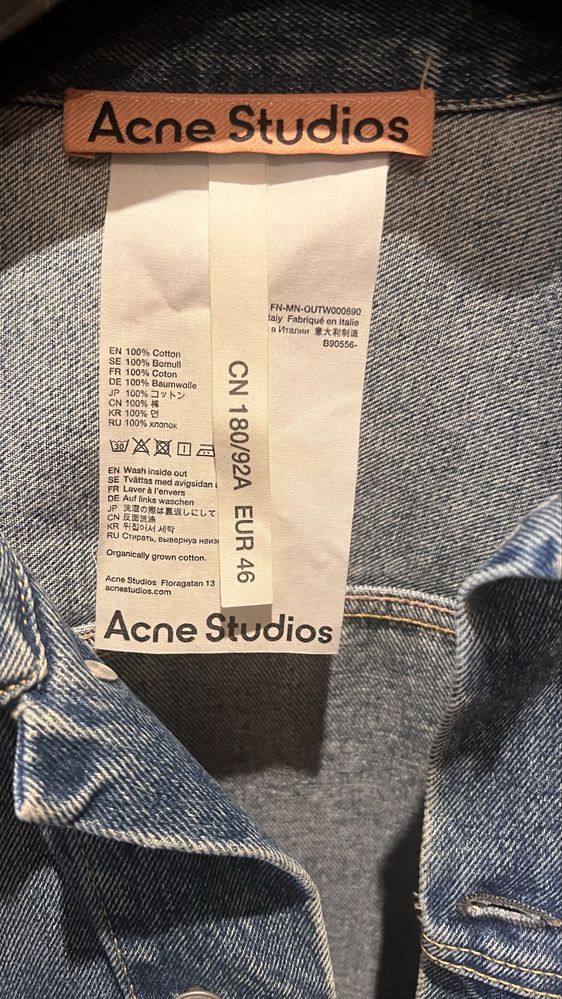 Acne Studios
FN-MN-OUTW000690
Italy Fabriqué en Italie
в Италии 意大利制造
B90556-
EN 100% Cotton
SE 100% Bomull
FR 100% Coton
DE 100% Baumwolle
JP 100% コットン
CN 100% 棉
KR 100% 면
RU 100% хлопок
30
CN 180/92A EUR 46
EN Wash inside out
SE Tvättas med avigsidan
FR Laver à l'envers
DE Auf links waschen
JP 洗濯の際は裏返しにして
CN 反面洗涤
KR 뒤집어서 세탁
RU Стирать, вывернув
Organically grown cotton.
Acne Studios Floragatan 13
acnestudios.com
Acne Studios